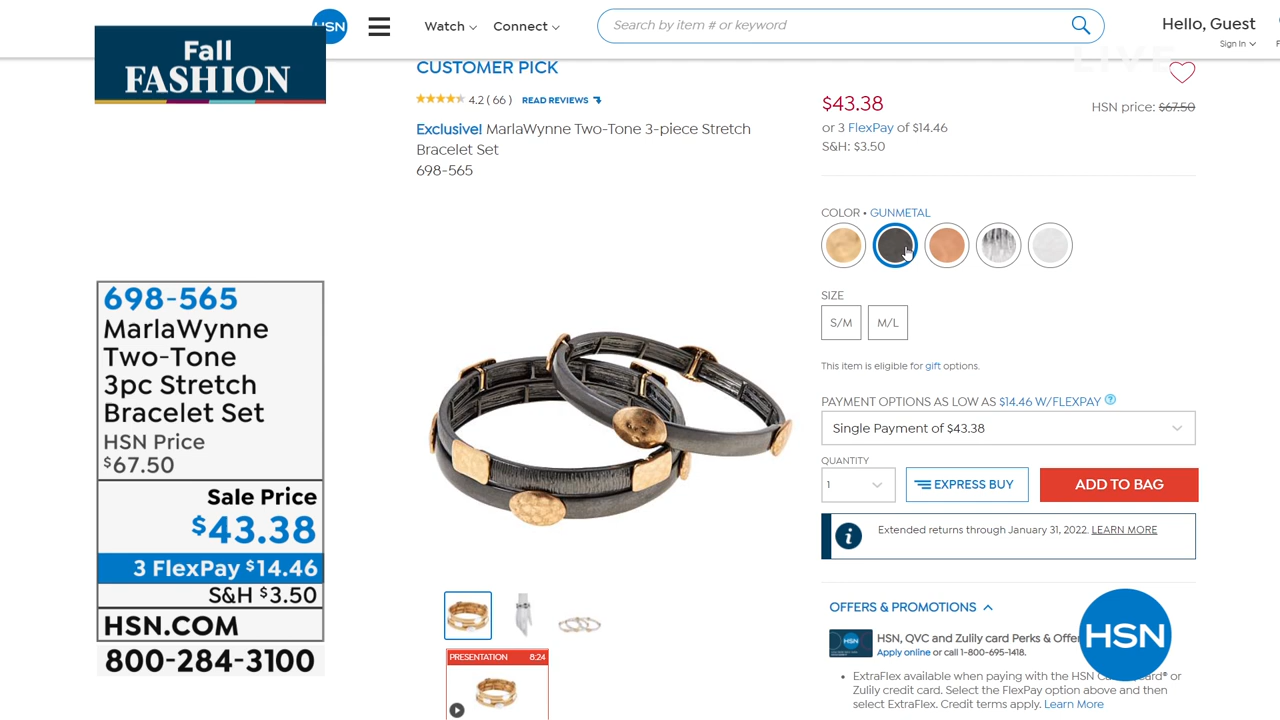 HSN
Watch
Connect
Search by item # or keyword
Hello, Guest
Sign In
LIVE
Fall
FASHION
CUSTOMER PICK
4.2 ( 66 ) READ REVIEWS
Exclusive! MarlaWynne Two-Tone 3-piece Stretch
Bracelet Set
698-565
$43.38
HSN price: $67.50
or 3 FlexPay of $14.46
S&H: $3.50
COLOR • GUNMETAL
SIZE
S/M
M/L
This item is eligible for gift options.
PAYMENT OPTIONS AS LOW AS $14.46 W/FLEXPAY ?
Single Payment of $43.38
QUANTITY
1
EXPRESS BUY
ADD TO BAG
i
Extended returns through January 31, 2022. LEARN MORE
OFFERS & PROMOTIONS
HSN
HSN, QVC and Zulily card Perks & Offe
Apply online or call 1-800-695-1418.
• ExtraFlex available when paying with the HSN C
ard® or
Zulily credit card. Select the FlexPay option above and then
select ExtraFlex. Credit terms apply. Learn More
HSN
698-565
MarlaWynne
Two-Tone
3pc Stretch
Bracelet Set
HSN Price
$67.50
Sale Price
$43.38
3 FlexPay $14.46
S&H $3.50
HSN.COM
800-284-3100
PRESENTATION 8:24